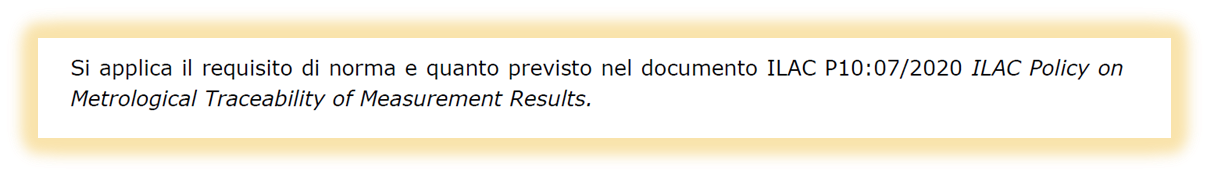 Si applica il requisito di norma e quanto previsto nel documento ILAC P10:07/2020 ILAC Policy on
Metrological Traceability of Measurement Results.